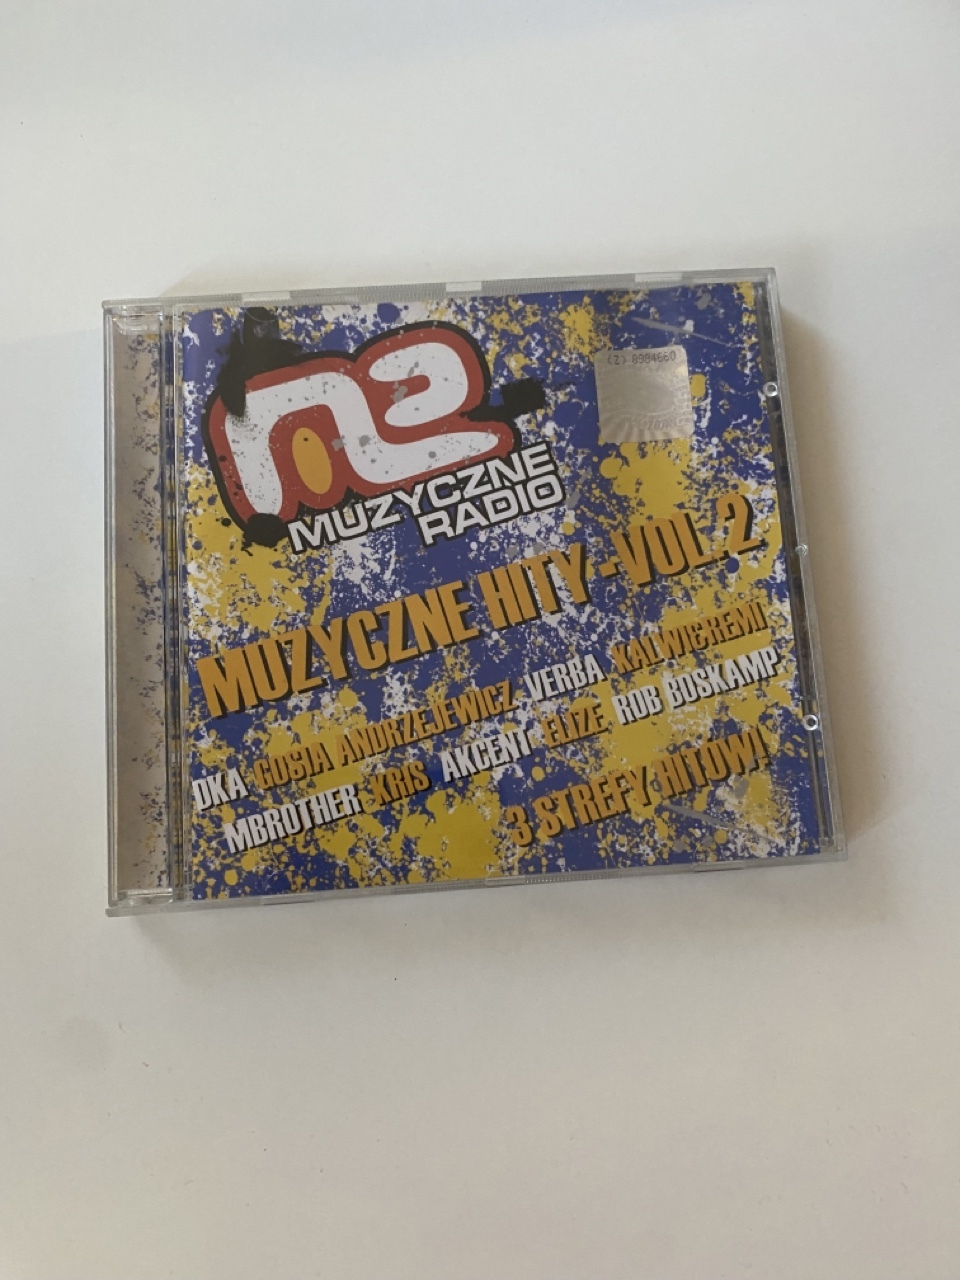 (Z) 8984660
MUZYCZNE
RADIO
MUZYCZNE HITY -VOL.2
DKA GOSIA ANDRZEJEWICZ VERBA KALWI&REMI
MBROTHER KRIS AKCENT ELIZE ROB BOSKAMP
3 STREFY HITÓW!